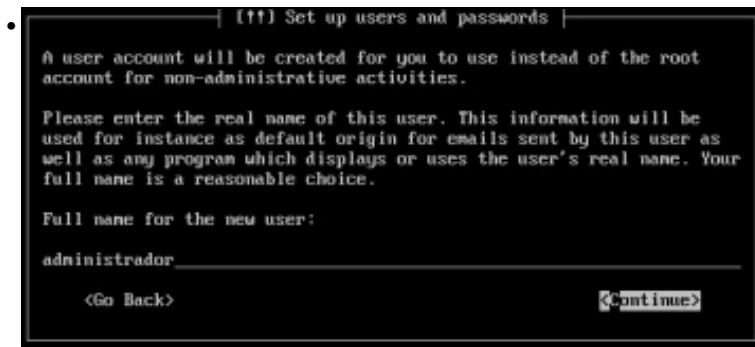 [!!] Set up users and passwords
A user account will be created for you to use instead of the root
account for non-administrative activities.
Please enter the real name of this user. This information will be
used for instance as default origin for emails sent by this user as
well as any program which displays or uses the user's real name. Your
full name is a reasonable choice.
Full name for the new user:
administrador
<Go Back> <Continue>